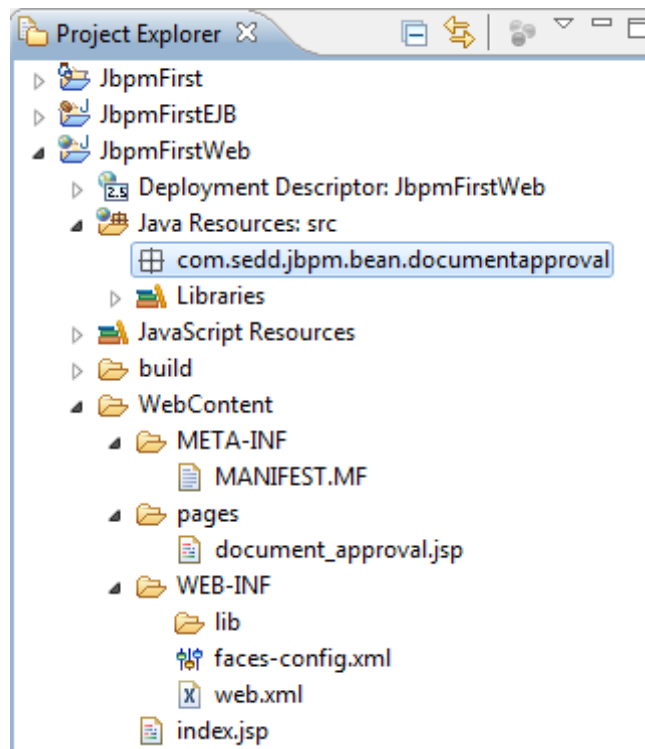 Project Explorer
JbpmFirst
JbpmFirstEJB
JbpmFirstWeb
2.5 Deployment Descriptor: JbpmFirstWeb
Java Resources: src
com.sedd.jbpm.bean.documentapproval
Libraries
JavaScript Resources
build
WebContent
META-INF
MANIFEST.MF
pages
document_approval.jsp
WEB-INF
lib
faces-config.xml
X web.xml
index.jsp